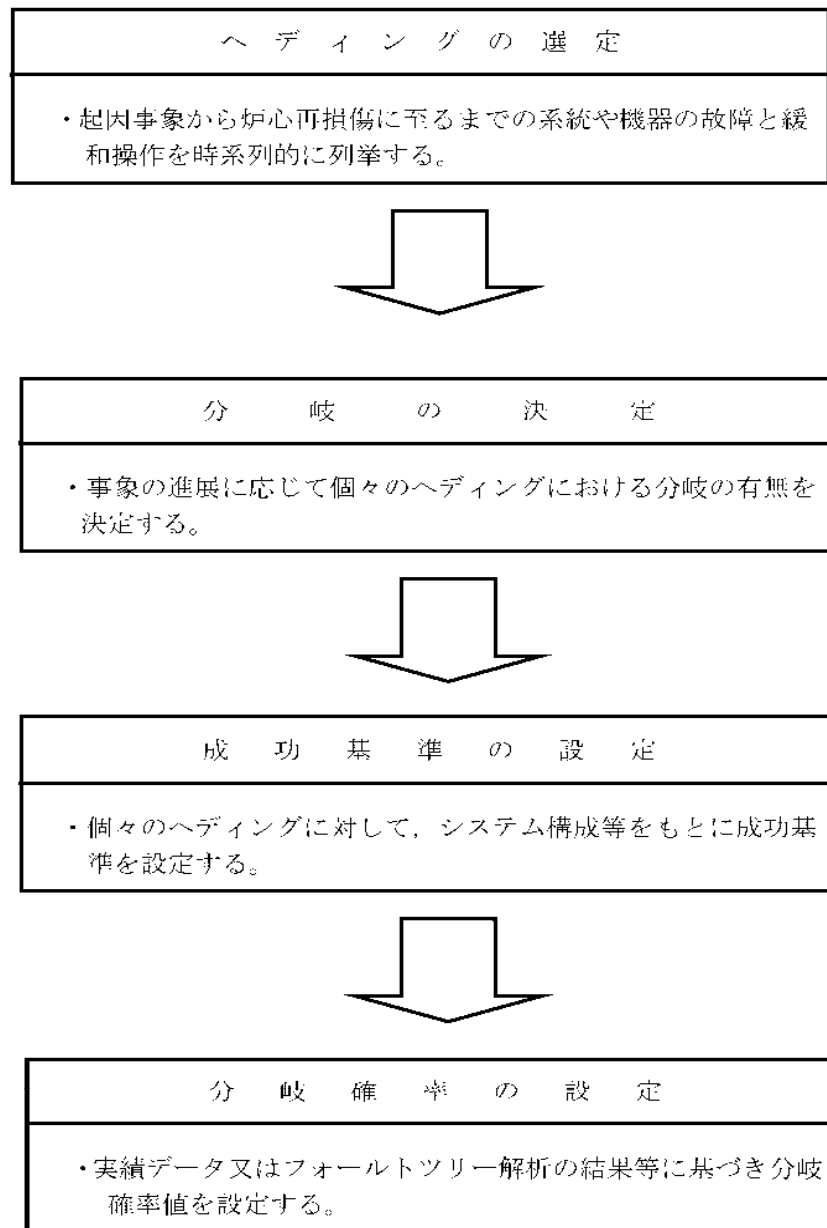 ヘディングの選定
・起因事象から炉心再損傷に至るまでの系統や機器の故障と緩
和操作を時系列的に列挙する。
分岐の決定
・事象の進展に応じて個々のヘディングにおける分岐の有無を
決定する。
成功基準の設定
・個々のヘディングに対して，システム構成等をもとに成功基
準を設定する。
分岐確率の設定
・実績データ又はフォールトツリー解析の結果等に基づき分岐
確率値を設定する。